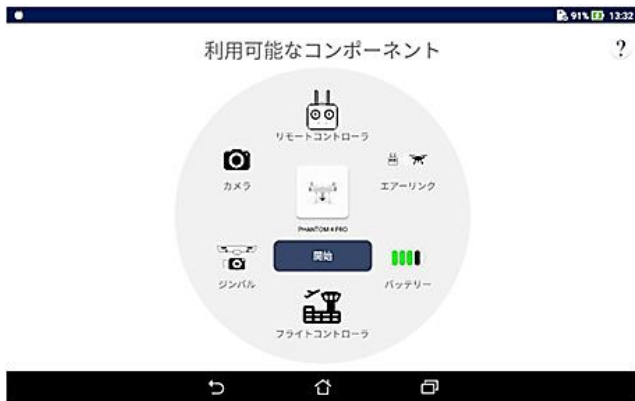 91% 13:32
利用可能なコンポーネント
?
リモートコントローラ
カメラ
エアーリンク
PHANTOM 4 PRO
開始
ジンバル
バッテリー
フライトコントローラ